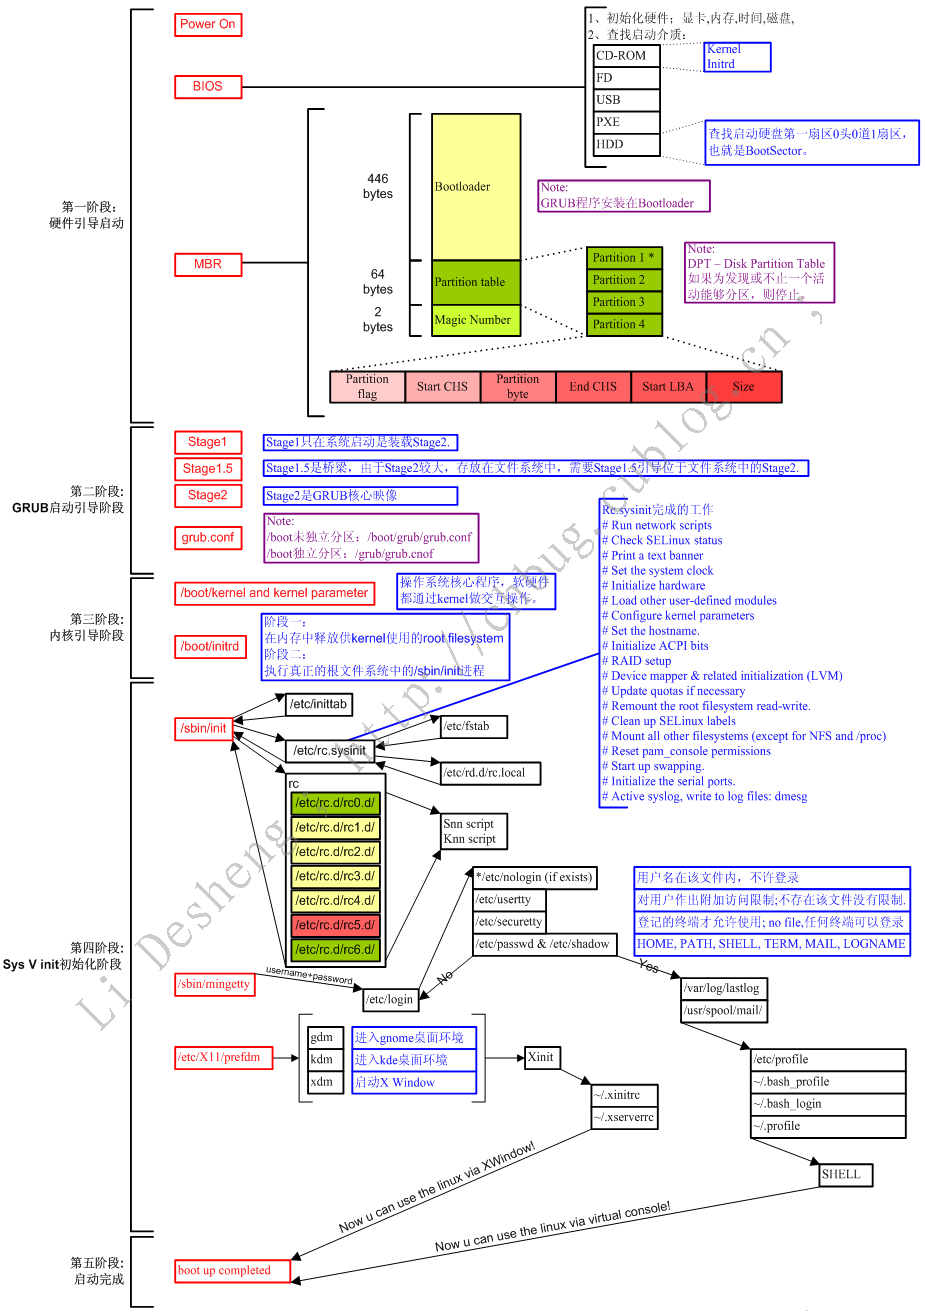 Power On
1、初始化硬件；显卡,内存,时间,磁盘,
2、查找启动介质：
CD-ROM
FD
USB
PXE
HDD
Kernel
Initrd
查找启动硬盘第一扇区0头0道1扇区，
也就是BootSector。
BIOS
第一阶段：
硬件引导启动
MBR
446
bytes
64
bytes
2
bytes
Bootloader
Partition table
Magic Number
Note:
GRUB程序安装在Bootloader
Partition 1 *
Partition 2
Partition 3
Partition 4
Note:
DPT – Disk Partition Table
如果为发现或不止一个活
动能够分区，则停止。
Partition
flag
Start CHS
Partition
byte
End CHS
Start LBA
Size
第二阶段:
GRUB启动引导阶段
Stage1
Stage1只在系统启动是装载Stage2.
Stage1.5
Stage1.5是桥梁，由于Stage2较大，存放在文件系统中，需要Stage1.5引导位于文件系统中的Stage2.
Stage2
Stage2是GRUB核心映像
grub.conf
Note:
/boot未独立分区：/boot/grub/grub.conf
/boot独立分区：/grub/grub.cnof
第三阶段:
内核引导阶段
/boot/kernel and kernel parameter
操作系统核心程序，软硬件
都通过kernel做交互操作。
/boot/initrd
阶段一：
在内存中释放供kernel使用的root filesystem
阶段二：
执行真正的根文件系统中的/sbin/init进程
Rc.sysinit完成的工作
# Run network scripts
# Check SELinux status
# Print a text banner
# Set the system clock
# Initialize hardware
# Load other user-defined modules
# Configure kernel parameters
# Set the hostname.
# Initialize ACPI bits
# RAID setup
# Device mapper & related initialization (LVM)
# Update quotas if necessary
# Remount the root filesystem read-write.
# Clean up SELinux labels
# Mount all other filesystems (except for NFS and /proc)
# Reset pam_console permissions
# Start up swapping.
# Initialize the serial ports.
# Active syslog, write to log files: dmesg
第四阶段:
Sys V init初始化阶段
/sbin/init
/etc/inittab
/etc/rc.sysinit
/etc/fstab
/etc/rd.d/rc.local
rc
/etc/rc.d/rc0.d/
/etc/rc.d/rc1.d/
/etc/rc.d/rc2.d/
/etc/rc.d/rc3.d/
/etc/rc.d/rc4.d/
/etc/rc.d/rc5.d/
/etc/rc.d/rc6.d/
Snn script
Knn script
*/etc/nologin (if exists)
/etc/usertty
/etc/securetty
/etc/passwd & /etc/shadow
用户名在该文件内，不许登录
对用户作出附加访问限制;不存在该文件没有限制.
登记的终端才允许使用; no file,任何终端可以登录
HOME, PATH, SHELL, TERM, MAIL, LOGNAME
/sbin/mingetty
username+password
/etc/login
No
Yes
/var/log/lastlog
/usr/spool/mail/
/etc/X11/prefdm
gdm
kdm
xdm
进入gnome桌面环境
进入kde桌面环境
启动X Window
Xinit
~/.xinitrc
~/.xserverrc
/etc/profile
~/.bash_profile
~/.bash_login
~/.profile
SHELL
Now u can use the linux via XWindow!
Now u can use the linux via virtual console!
第五阶段:
启动完成
boot up completed
Li Desheng , http://chbug.cublog.cn ,